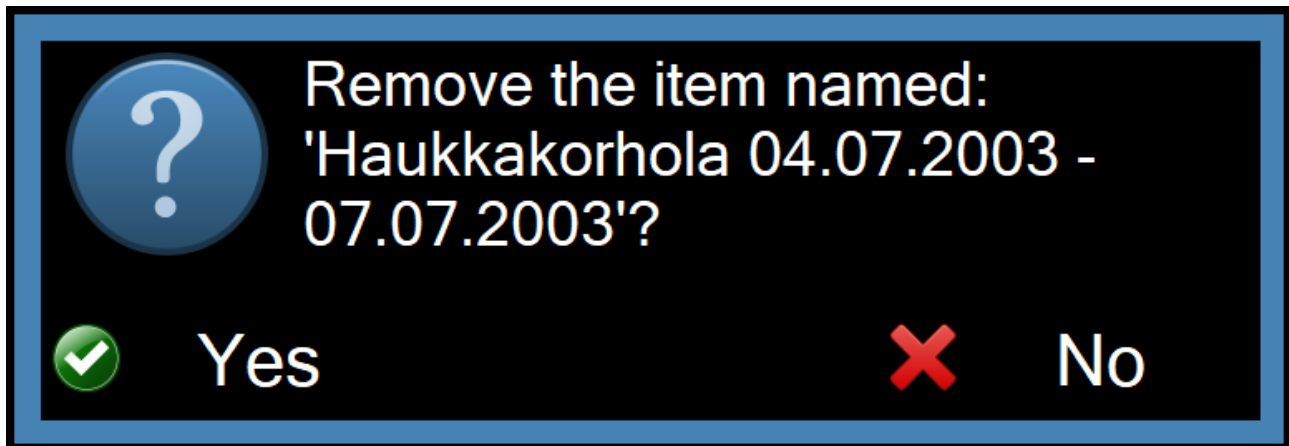 Remove the item named:
'Haukkakorhola 04.07.2003 -
07.07.2003'?
Yes
No